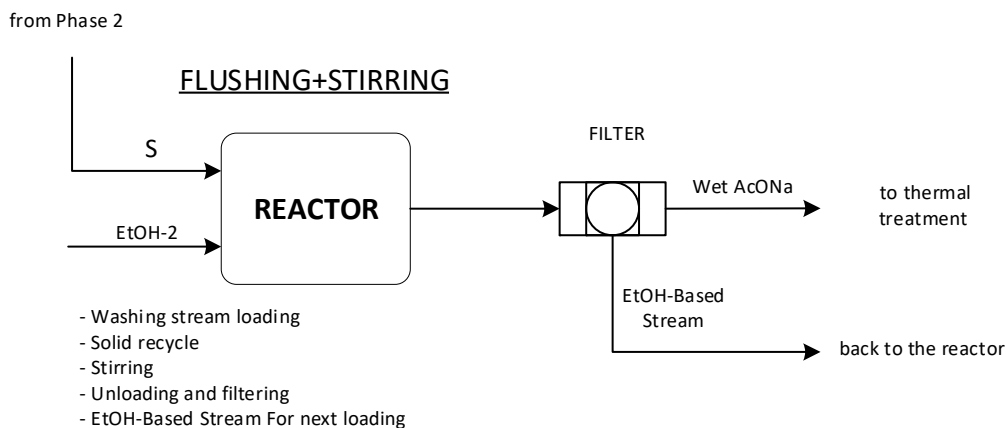 from Phase 2
FLUSHING+STIRRING
S
REACTOR
EtOH-2
FILTER
Wet AcONa
to thermal
treatment
EtOH-Based
Stream
back to the reactor
- Washing stream loading
- Solid recycle
- Stirring
- Unloading and filtering
- EtOH-Based Stream For next loading